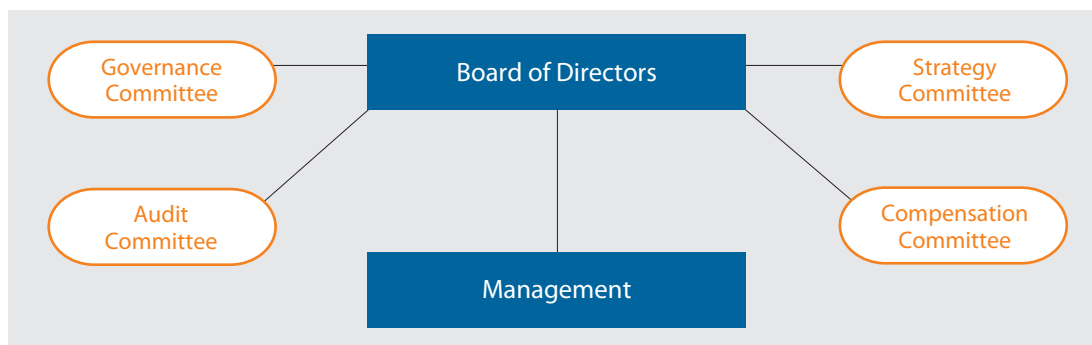 Governance
Committee
Board of Directors
Strategy
Committee
Audit
Committee
Compensation
Committee
Management